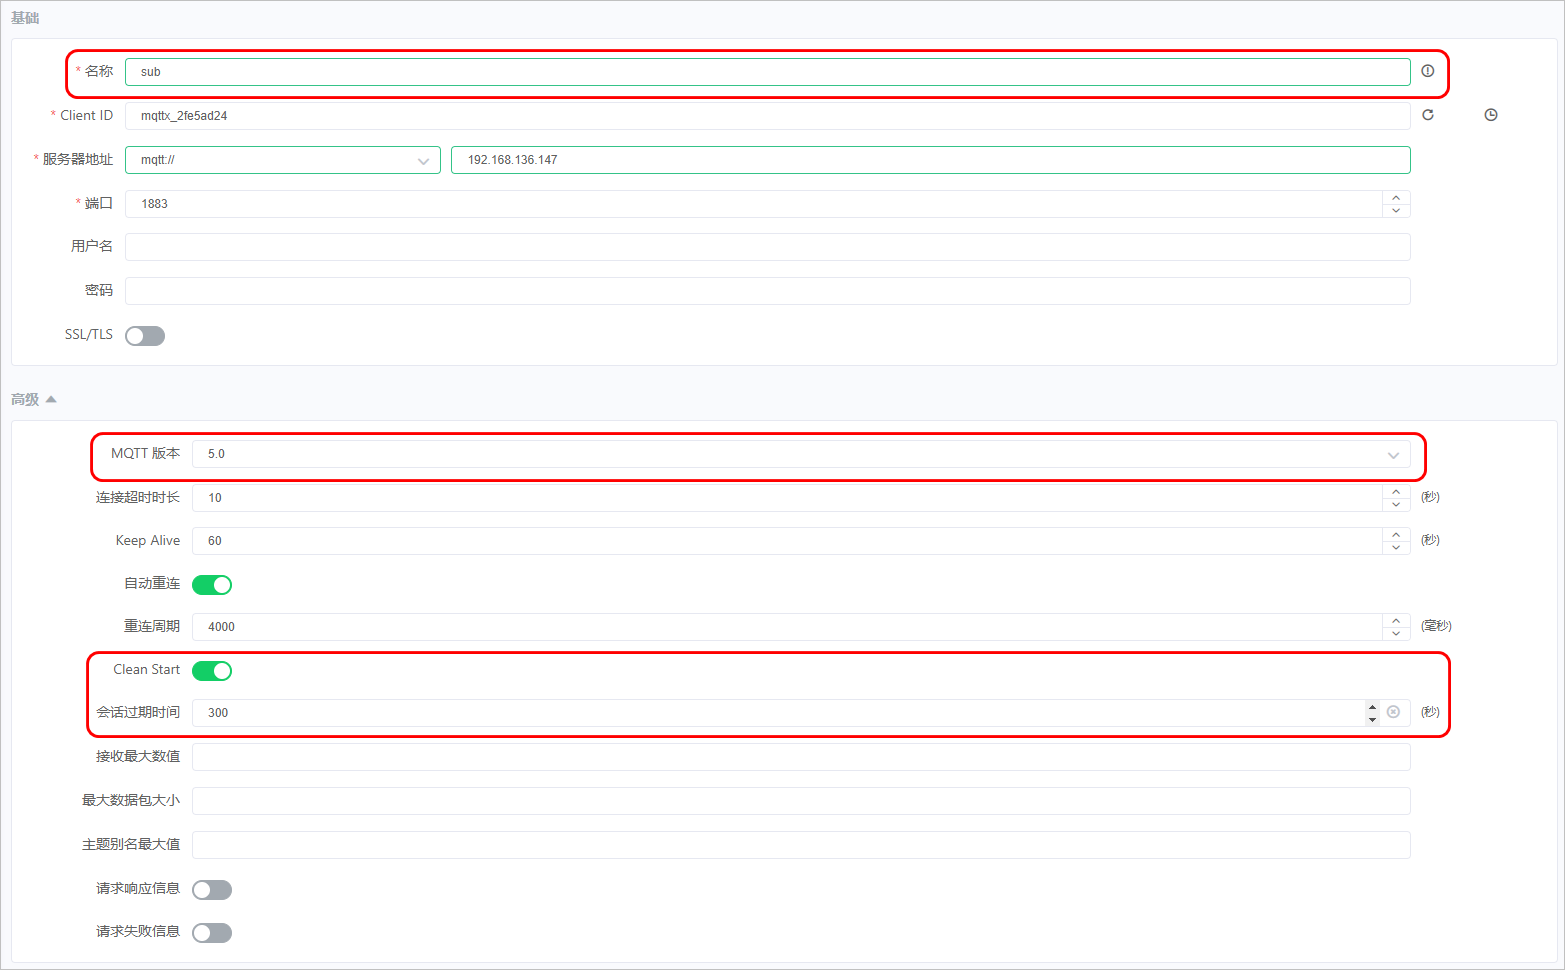 基础
* 名称 sub
* Client ID mqttx_2fe5ad24
* 服务器地址 mqtt:// 192.168.136.147
* 端口 1883
用户名
密码
SSL/TLS
高级
MQTT 版本 5.0
连接超时时长 10 (秒)
Keep Alive 60 (秒)
自动重连
重连周期 4000 (毫秒)
Clean Start
会话过期时间 300 (秒)
接收最大数值
最大数据包大小
主题别名最大值
请求响应信息
请求失败信息